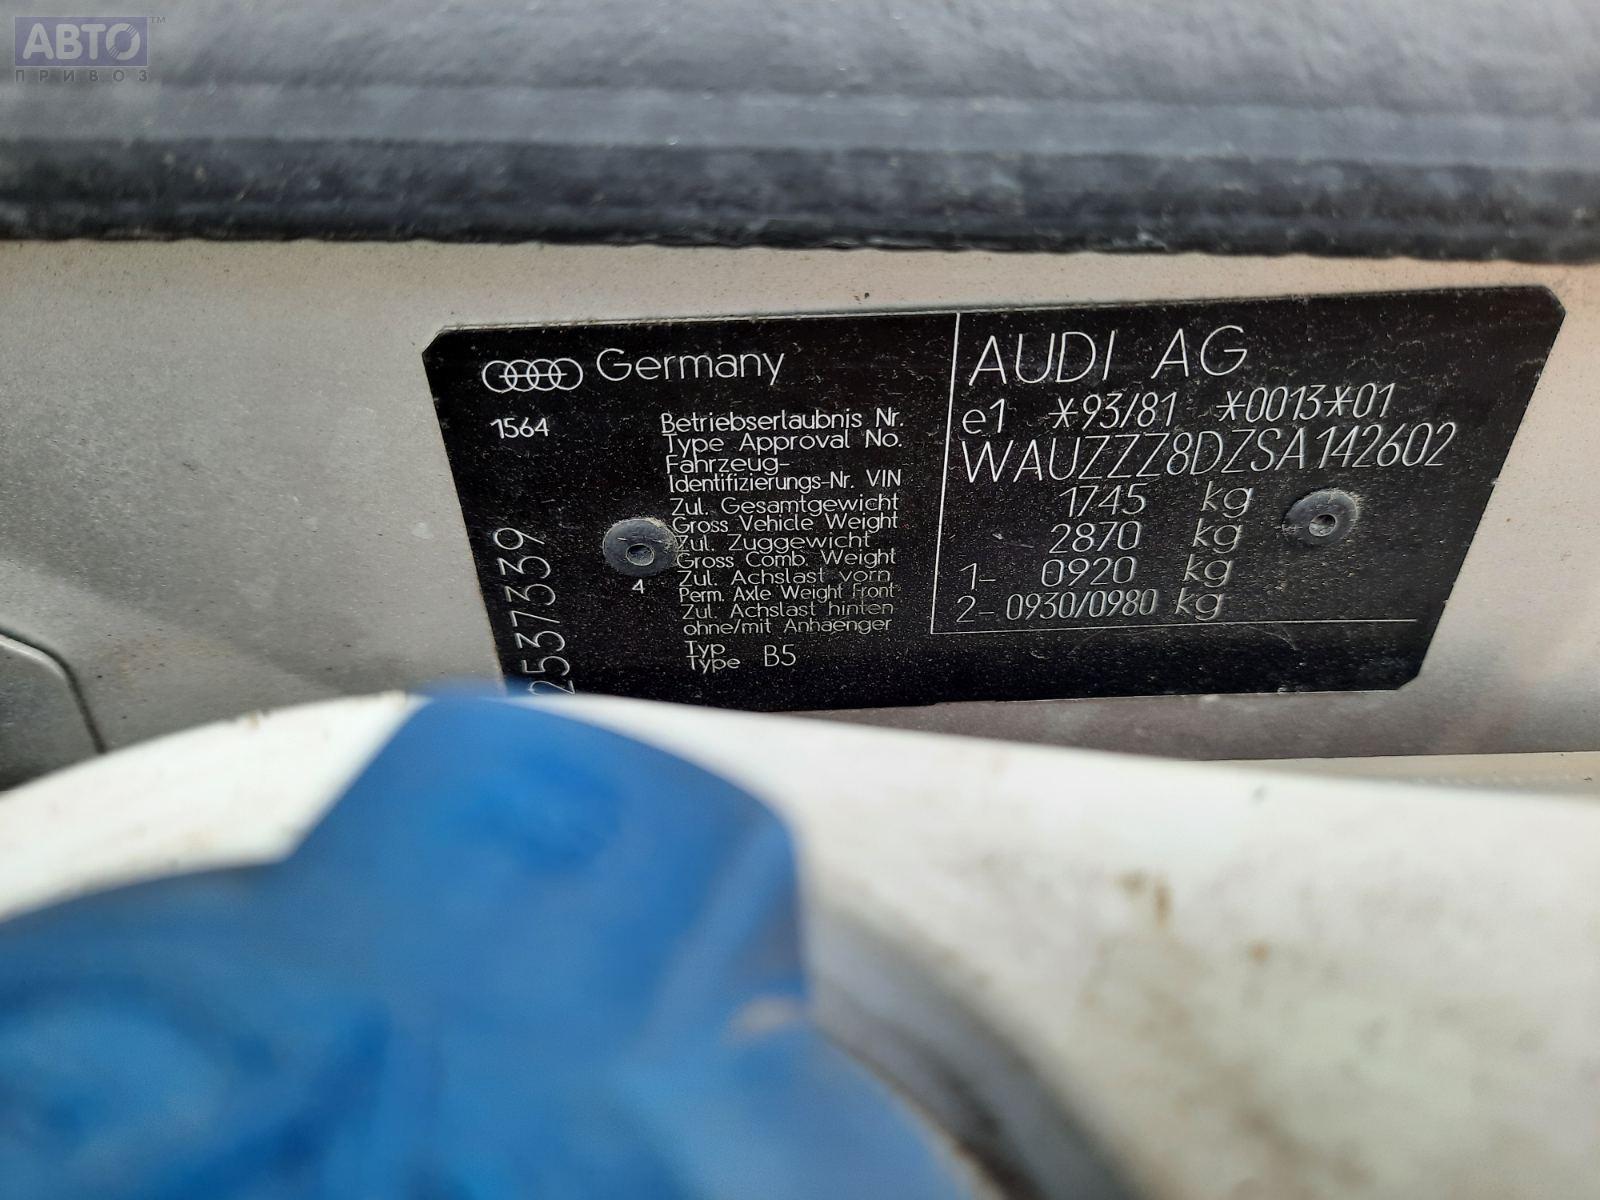 АВТО™
ПРИВОЗ
Germany
AUDI AG
1564
Betriebserlaubnis Nr.
Type Approval No.
e1 *93/81 *0013*01
Fahrzeug-
Identifizierungs-Nr. VIN
WAUZZZ8DZSA142602
Zul. Gesamtgewicht
Gross Vehicle Weight
1745 kg
Zul. Zuggewicht
Gross Comb. Weight
2870 kg
4
Zul. Achslast vorn
Perm. Axle Weight Front
1- 0920 kg
Zul. Achslast hinten
ohne/mit Anhaenger
2- 0930/0980 kg
Typ
Type B5
2537339